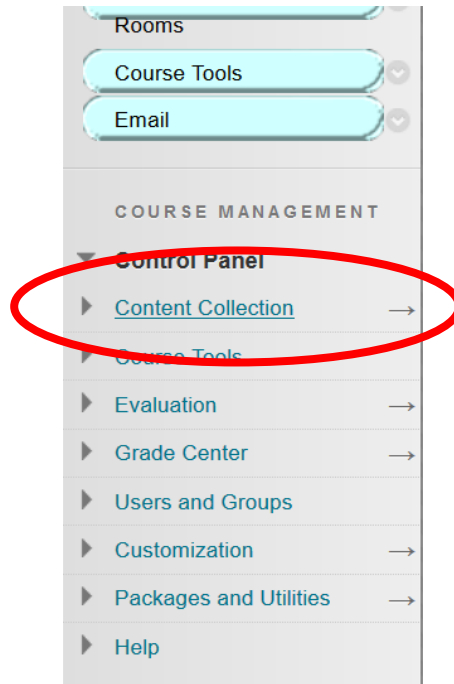 Rooms
Course Tools
Email
COURSE MANAGEMENT
Control Panel
Content Collection →
Course Tools
Evaluation →
Grade Center →
Users and Groups
Customization →
Packages and Utilities →
Help